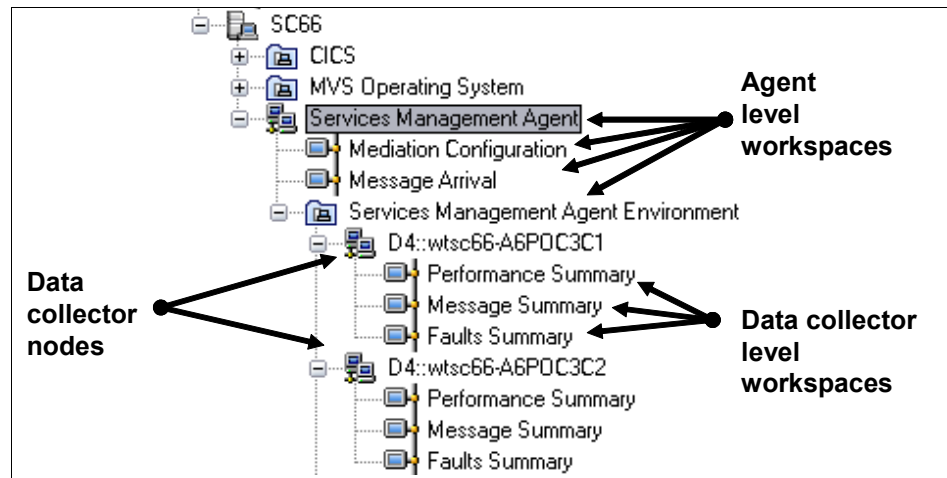 SC66
CICS
MVS Operating System
Services Management Agent
Mediation Configuration
Message Arrival
Services Management Agent Environment
D4::wtsc66-A6POC3C1
Performance Summary
Message Summary
Faults Summary
D4::wtsc66-A6POC3C2
Performance Summary
Message Summary
Faults Summary
Agent
level
workspaces
Data
collector
nodes
Data collector
level
workspaces